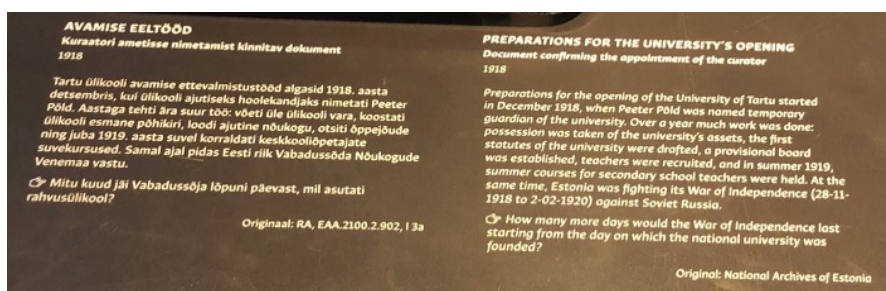 AVAMISE EELTÖÖD
Kuraatori ametisse nimetamist kinnitav dokument
1918
Tartu ülikooli avamise ettevalmistustööd algasid 1918. aasta
detsembris, kui ülikooli ajutiseks hoolekandjaks nimetati Peeter
Põld. Aastaga tehti ära suur töö: võeti üle ülikooli vara, koostati
ülikooli esmane põhikiri, loodi ajutine nõukogu, otsiti õppejõude
ning juba 1919. aasta suvel korraldati keskkooliõpetajate
suvekursused. Samal ajal pidas Eesti riik Vabadussõda Nõukogude
Venemaa vastu.
Mitu kuud jäi Vabadussõja lõpuni päevast, mil asutati
rahvusülikool?
Originaal: RA, EAA.2100.2.902, l 3a
PREPARATIONS FOR THE UNIVERSITY'S OPENING
Document confirming the appointment of the curator
1918
Preparations for the opening of the University of Tartu started
in December 1918, when Peeter Põld was named temporary
guardian of the university. Over a year much work was done:
possession was taken of the university's assets, the first
statutes of the university were drafted, a provisional board
was established, teachers were recruited, and in summer 1919,
summer courses for secondary school teachers were held. At the
same time, Estonia was fighting its War of Independence (28-11-
1918 to 2-02-1920) against Soviet Russia.
How many more days would the War of Independence last
starting from the day on which the national university was
founded?
Original: National Archives of Estonia